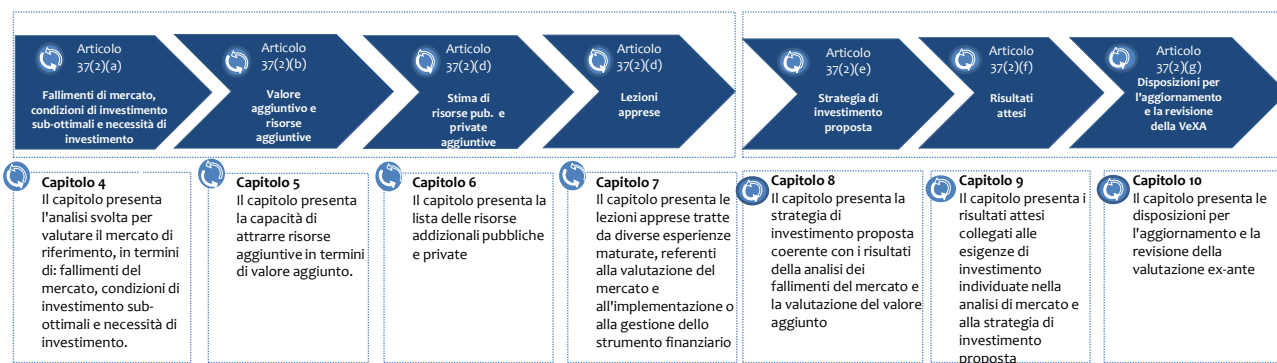 Articolo
37(2)(a)
Fallimenti di mercato,
condizioni di investimento
sub-ottimali e necessità di
investimento
Articolo
37(2)(b)
Valore
aggiuntivo e
risorse
aggiuntive
Articolo
37(2)(d)
Stima di
risorse pub. e
private
aggiuntive
Articolo
37(2)(d)
Lezioni
apprese
Articolo
37(2)(e)
Strategia di
investimento
proposta
Articolo
37(2)(f)
Risultati
attesi
Articolo
37(2)(g)
Disposizioni per
l'aggiornamento
e la revisione
della VeXA
Capitolo 4
Il capitolo presenta
l'analisi svolta per
valutare il mercato di
riferimento, in termini
di: fallimenti del
mercato, condizioni di
investimento sub-
ottimali e necessità di
investimento.
Capitolo 5
Il capitolo presenta
la capacità di
attrarre risorse
aggiuntive in termini
di valore aggiunto.
Capitolo 6
Il capitolo presenta la
lista delle risorse
addizionali pubbliche
e private
Capitolo 7
Il capitolo presenta le
lezioni apprese tratte
da diverse esperienze
maturate, referenti
alla valutazione del
mercato e
all'implementazione o
alla gestione dello
strumento finanziario
Capitolo 8
Il capitolo presenta la
strategia di
investimento proposta
coerente con i risultati
della analisi dei
fallimenti del mercato e
la valutazione del valore
aggiunto
Capitolo 9
Il capitolo presenta i
risultati attesi
collegati alle
esigenze di
investimento
individuate nella
analisi di mercato e
alla strategia di
investimento
proposta
Capitolo 10
Il capitolo presenta le
disposizioni per
l'aggiornamento e la
revisione della
valutazione ex-ante